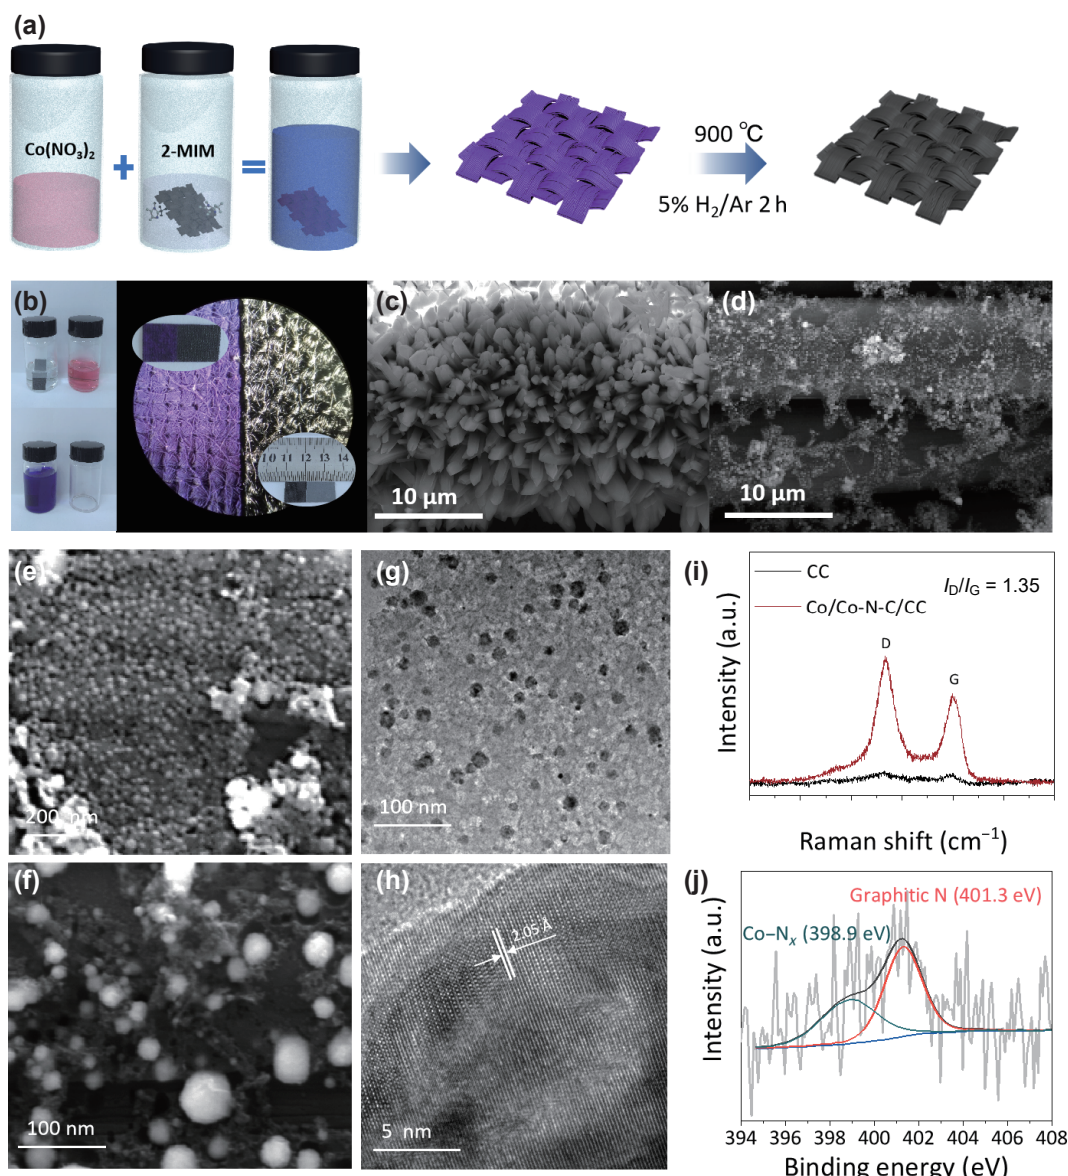 (a)
Co(NO₃)₂
+
2-MIM
=
900 °C
5% H₂/Ar 2 h
(b)
10 11 12 13 14
(c)
10 µm
(d)
10 µm
(e)
200 nm
(g)
100 nm
(i)
CC
Co/Co-N-C/CC
I_D/I_G = 1.35
D
G
Intensity (a.u.)
Raman shift (cm⁻¹)
(f)
100 nm
(h)
2.05 Å
5 nm
(j)
Graphitic N (401.3 eV)
Co–Nₓ (398.9 eV)
Intensity (a.u.)
394 396 398 400 402 404 406 408
Binding energy (eV)